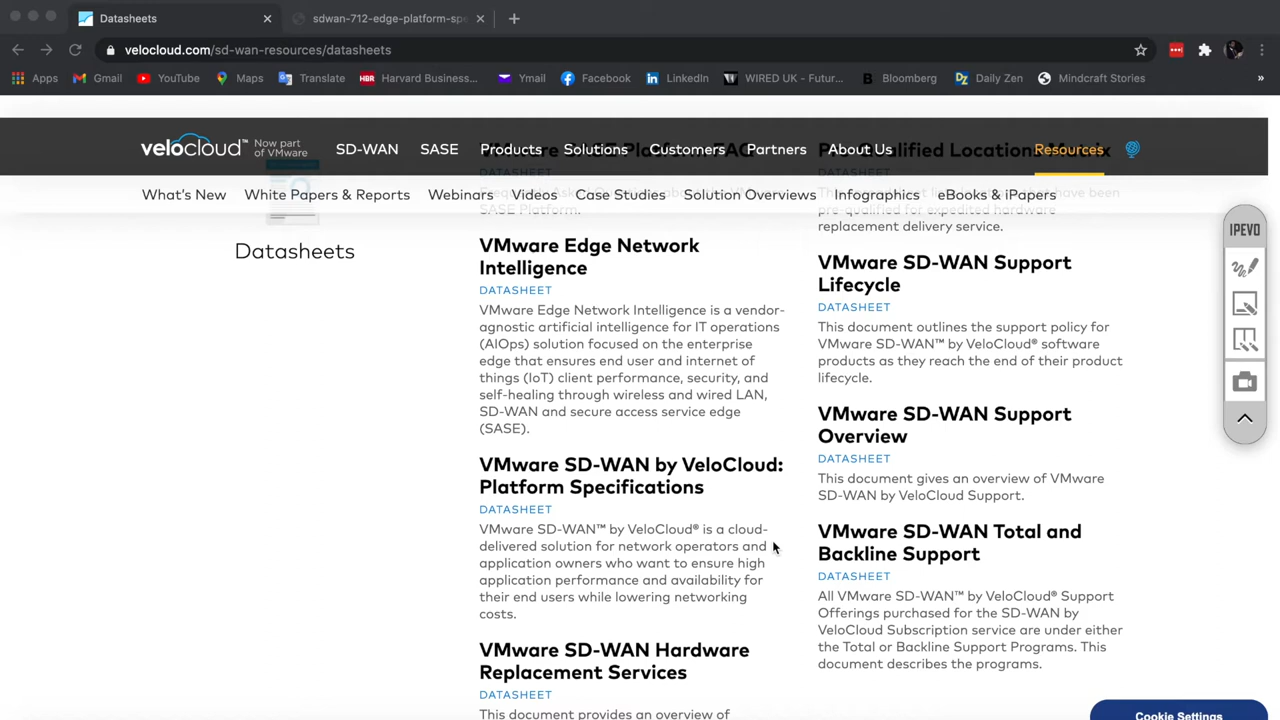 Datasheets
sdwan-712-edge-platform-spe
velocloud.com/sd-wan-resources/datasheets
Apps
Gmail
YouTube
Maps
Translate
HBR
Harvard Business...
Ymail
Facebook
LinkedIn
WIRED UK - Futur...
B
Bloomberg
DZ
Daily Zen
Mindcraft Stories
»
velocloud™
Now part
of VMware
SD-WAN
SASE
Products
Solutions
Customers
Partners
About Us
Resources
What's New
White Papers & Reports
Webinars
Videos
Case Studies
Solution Overviews
Infographics
eBooks & iPapers
Datasheets
SASE Platform.
VMware Edge Network
Intelligence
DATASHEET
VMware Edge Network Intelligence is a vendor-
agnostic artificial intelligence for IT operations
(AIOps) solution focused on the enterprise
edge that ensures end user and internet of
things (IoT) client performance, security, and
self-healing through wireless and wired LAN,
SD-WAN and secure access service edge
(SASE).
VMware SD-WAN by VeloCloud:
Platform Specifications
DATASHEET
VMware SD-WAN™ by VeloCloud® is a cloud-
delivered solution for network operators and
application owners who want to ensure high
application performance and availability for
their end users while lowering networking
costs.
VMware SD-WAN Hardware
Replacement Services
DATASHEET
This document provides an overview of
pre-qualified for expedited hardware
replacement delivery service.
VMware SD-WAN Support
Lifecycle
DATASHEET
This document outlines the support policy for
VMware SD-WAN™ by VeloCloud® software
products as they reach the end of their product
lifecycle.
VMware SD-WAN Support
Overview
DATASHEET
This document gives an overview of VMware
SD-WAN by VeloCloud Support.
VMware SD-WAN Total and
Backline Support
DATASHEET
All VMware SD-WAN™ by VeloCloud® Support
Offerings purchased for the SD-WAN by
VeloCloud Subscription service are under either
the Total or Backline Support Programs. This
document describes the programs.
IPEVO
Cookie Settings